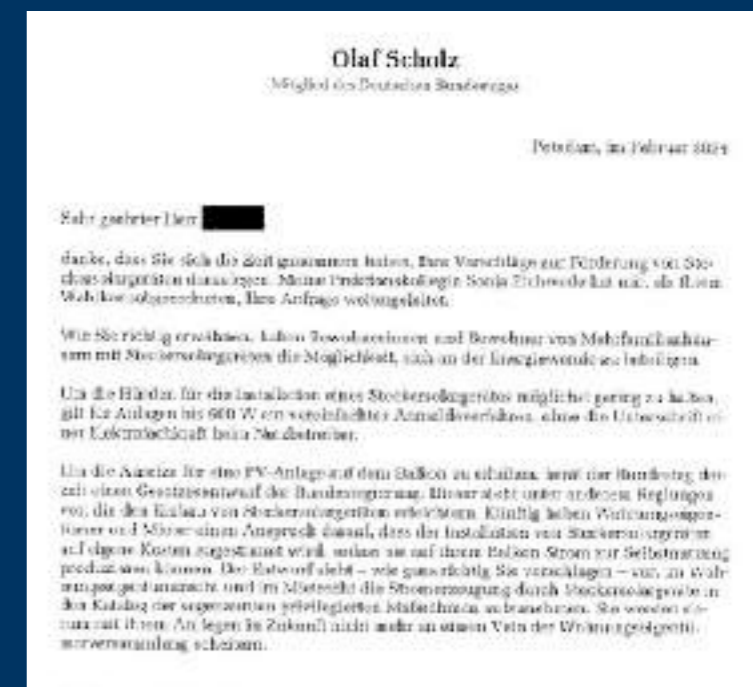 Olaf Scholz
Mitglied des Deutschen Bundestages
Potsdam, im Februar 2024
Sehr geehrter Herr
danke, dass Sie sich die Zeit genommen haben, Ihre Vorschläge zur Förderung von Ste-
ckersolargeräten darzulegen. Meine Fraktionskollegin Sonja Eichwede hat mir, als Ihrem
Wahlkreisabgeordneten, Ihre Anfrage weitergeleitet.
Wie Sie richtig erwähnen, haben Bewohnerinnen und Bewohner von Mehrfamilienhäu-
sern mit Steckersolargeräten die Möglichkeit, sich an der Energiewende zu beteiligen.
Um die Hürden für die Installation eines Steckersolargerätes möglichst gering zu halten,
gilt für Anlagen bis 600 W ein vereinfachtes Anmeldeverfahren, ohne die Unterschrift ei-
ner Elektrofachkraft beim Netzbetreiber.
Um die Anreize für eine PV-Anlage auf dem Balkon zu erhöhen, berät der Bundestag der-
zeit einen Gesetzesentwurf der Bundesregierung. Dieser sieht unter anderem Regelungen
vor, die den Einbau von Steckersolargeräten erleichtern. Künftig haben Wohnungseigen-
tümer und Mieter einen Anspruch darauf, dass der Installation von Steckersolargeräten
auf eigene Kosten zugestimmt wird, sodass sie auf ihrem Balkon Strom zur Selbstnutzung
produzieren können. Der Entwurf sieht – wie ganz richtig Sie vorschlagen – vor, im Woh-
nungseigentumsrecht und im Mietrecht die Stromerzeugung durch Steckersolargeräte in
den Katalog der sogenannten privilegierten Maßnahmen aufzunehmen. Sie werden so-
mit mit Ihrem Anliegen in Zukunft nicht mehr an einem Veto der Wohnungseigentü-
merversammlung scheitern.